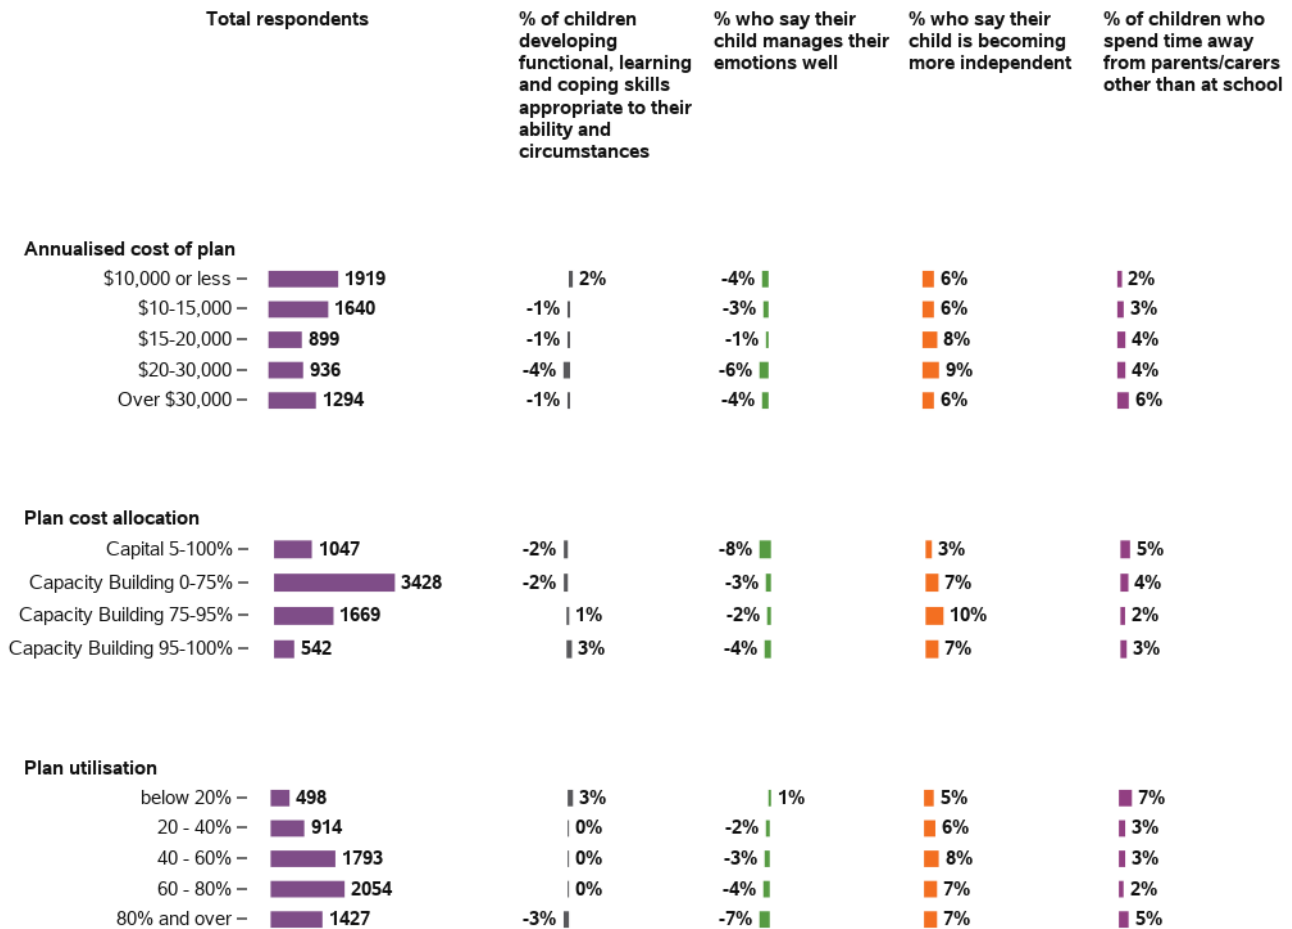 Total respondents
% of children
developing
functional, learning
and coping skills
appropriate to their
ability and
circumstances
% who say their
child manages their
emotions well
% who say their
child is becoming
more independent
% of children who
spend time away
from parents/carers
other than at school
Annualised cost of plan
$10,000 or less 1919 2% -4% 6% 2%
$10-15,000 1640 -1% -3% 6% 3%
$15-20,000 899 -1% -1% 8% 4%
$20-30,000 936 -4% -6% 9% 4%
Over $30,000 1294 -1% -4% 6% 6%
Plan cost allocation
Capital 5-100% 1047 -2% -8% 3% 5%
Capacity Building 0-75% 3428 -2% -3% 7% 4%
Capacity Building 75-95% 1669 1% -2% 10% 2%
Capacity Building 95-100% 542 3% -4% 7% 3%
Plan utilisation
below 20% 498 3% 1% 5% 7%
20 - 40% 914 0% -2% 6% 3%
40 - 60% 1793 0% -3% 8% 3%
60 - 80% 2054 0% -4% 7% 2%
80% and over 1427 -3% -7% 7% 5%